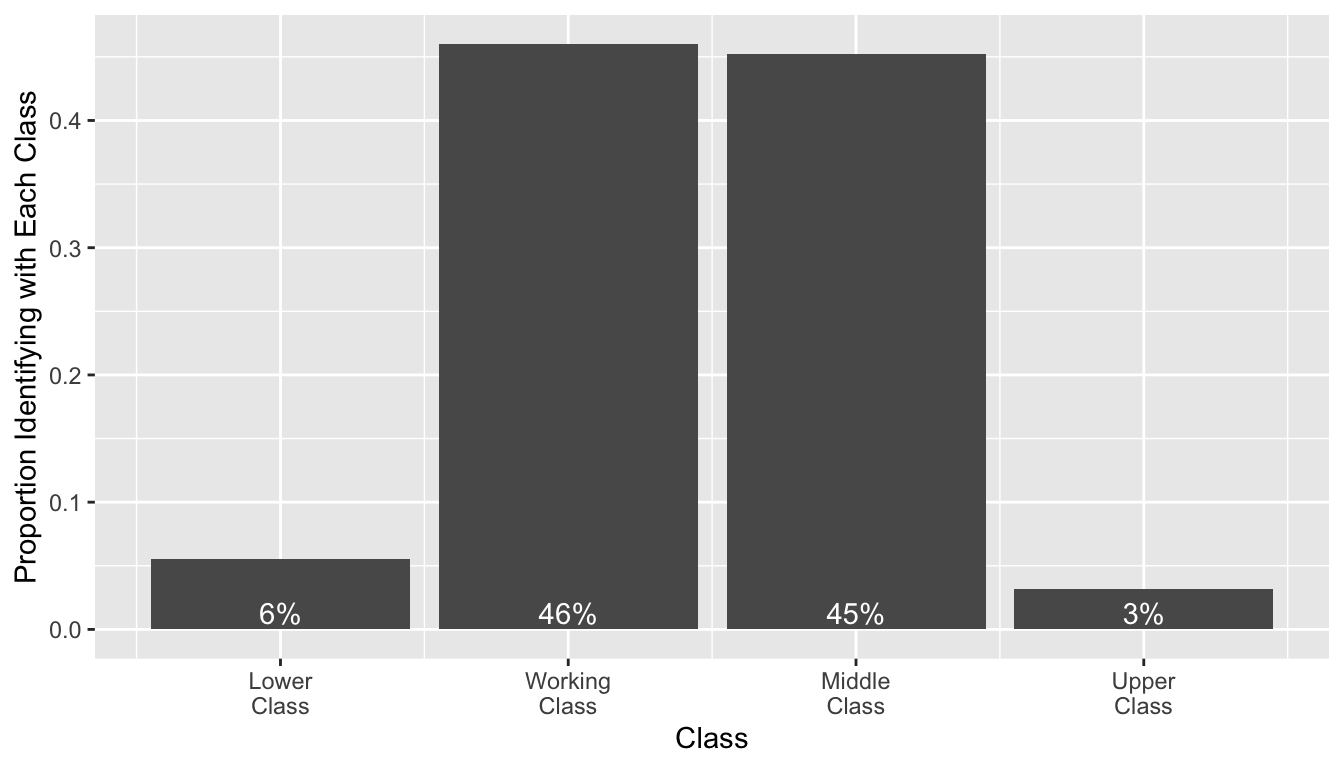 Proportion Identifying with Each Class
0.4
0.3
0.2
0.1
0.0
6%
46%
45%
3%
Lower
Class
Working
Class
Middle
Class
Upper
Class
Class